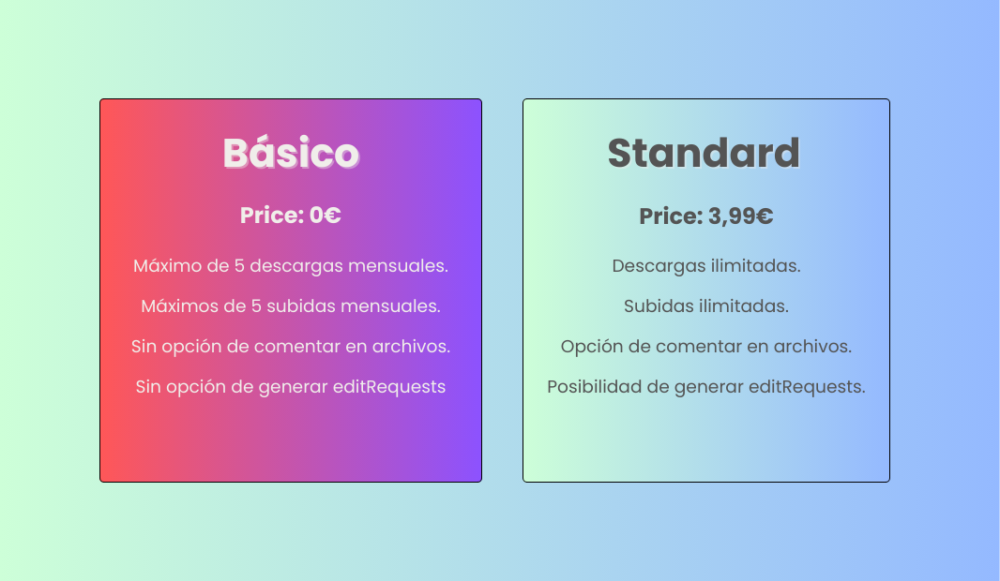 Básico
Price: 0€
Máximo de 5 descargas mensuales.
Máximos de 5 subidas mensuales.
Sin opción de comentar en archivos.
Sin opción de generar editRequests
Standard
Price: 3,99€
Descargas ilimitadas.
Subidas ilimitadas.
Opción de comentar en archivos.
Posibilidad de generar editRequests.